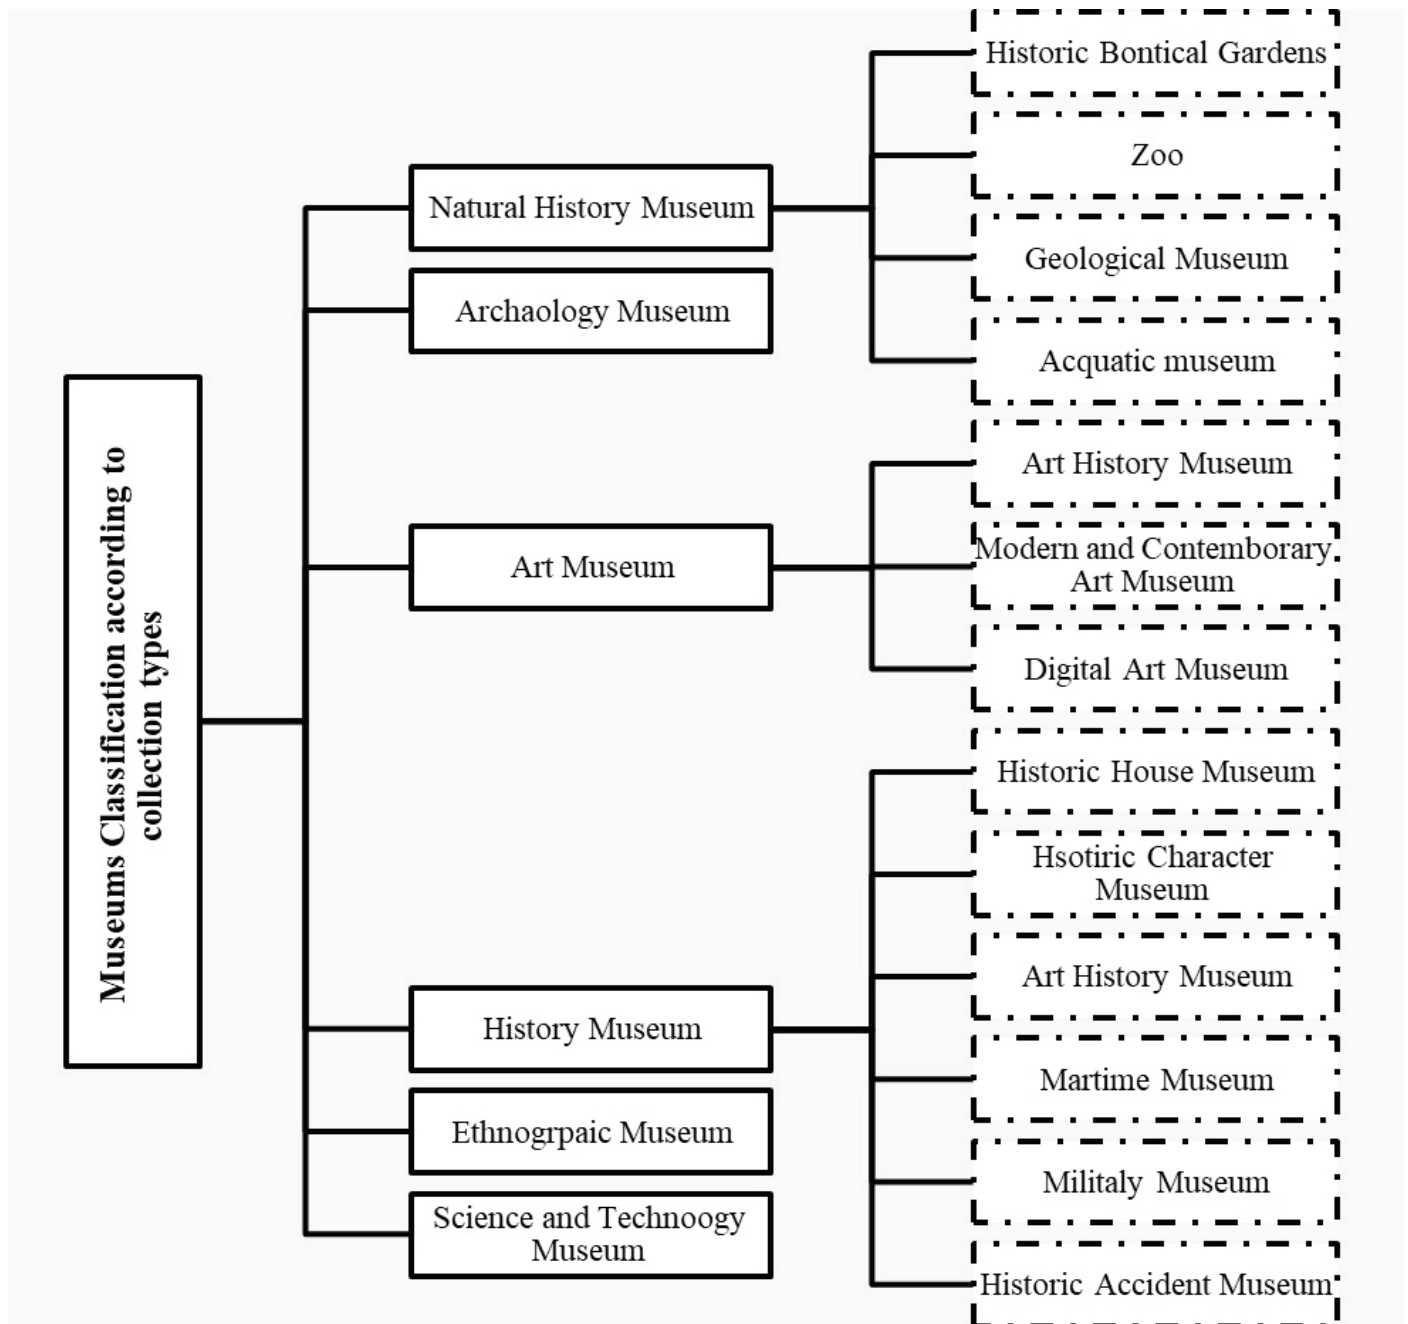 Museums Classification according to
collection types
Natural History Museum
Archaology Museum
Art Museum
History Museum
Ethnogrpaic Museum
Science and Technoogy
Museum
Historic Bontical Gardens
Zoo
Geological Museum
Acquatic museum
Art History Museum
Modern and Contemborary
Art Museum
Digital Art Museum
Historic House Museum
Hsotiric Character
Museum
Art History Museum
Martime Museum
Militaly Museum
Historic Accident Museum